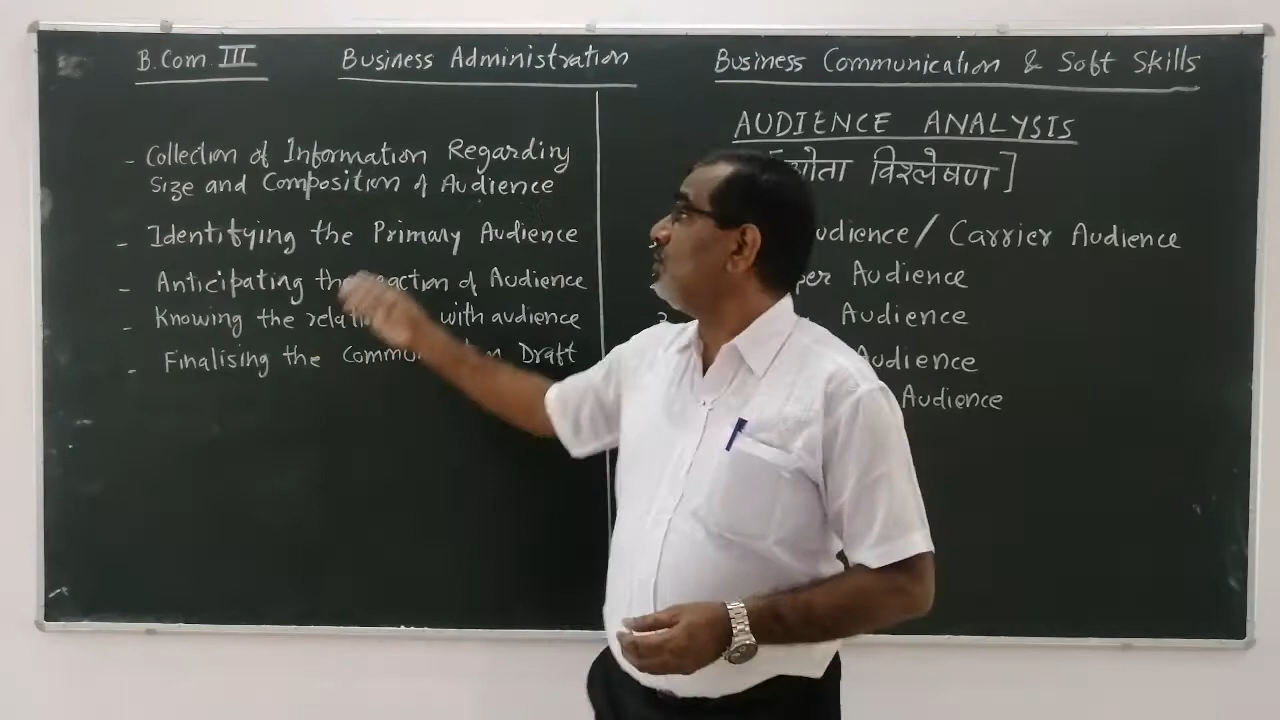 B.Com III Business Administration Business Communication & Soft Skills
- Collection of Information Regarding
Size and Composition of Audience
- Identifying the Primary Audience
- Anticipating the reaction of Audience
- Knowing the with audience
- Finalising the Draft
AUDIENCE ANALYSIS
विश्लेषण]
Audience / Carrier Audience
Audience
Audience
Audience
Audience